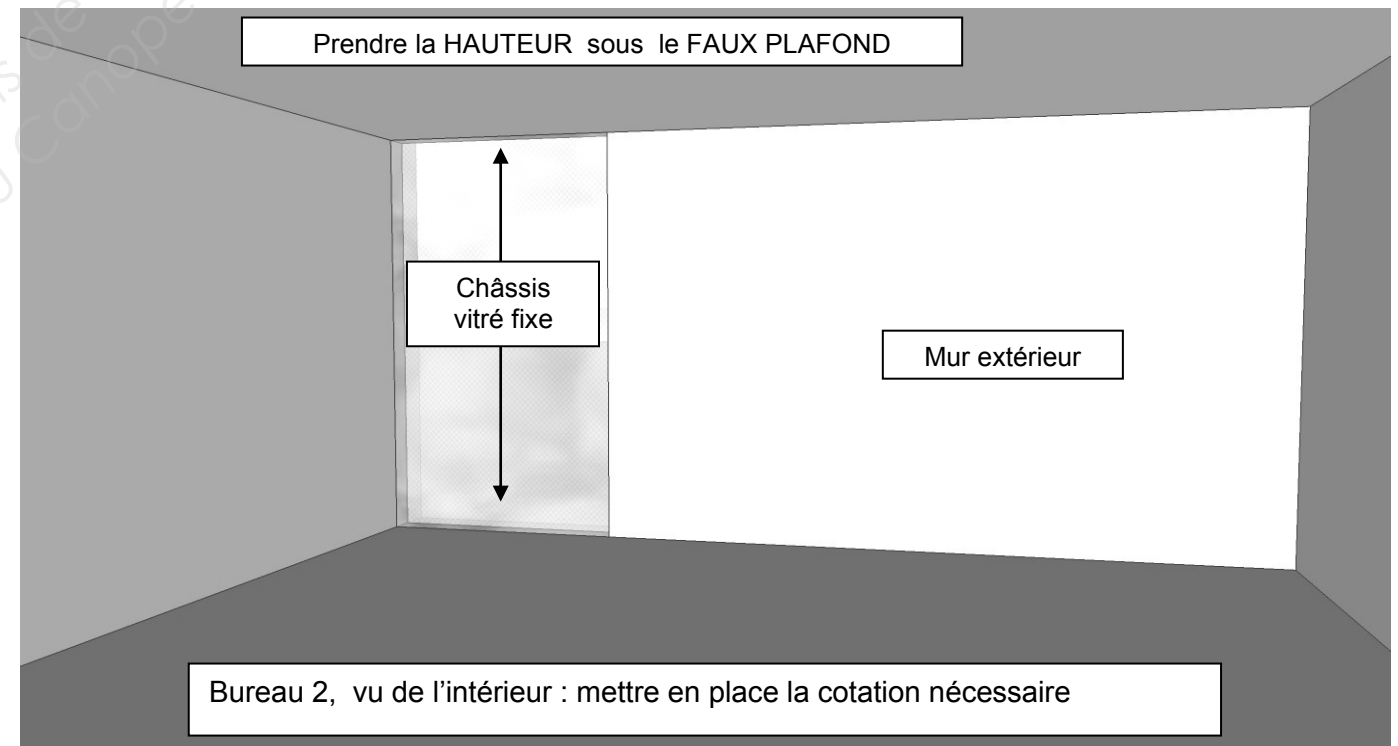 Prendre la HAUTEUR sous le FAUX PLAFOND
Châssis
vitré fixe
Mur extérieur
Bureau 2, vu de l'intérieur : mettre en place la cotation nécessaire